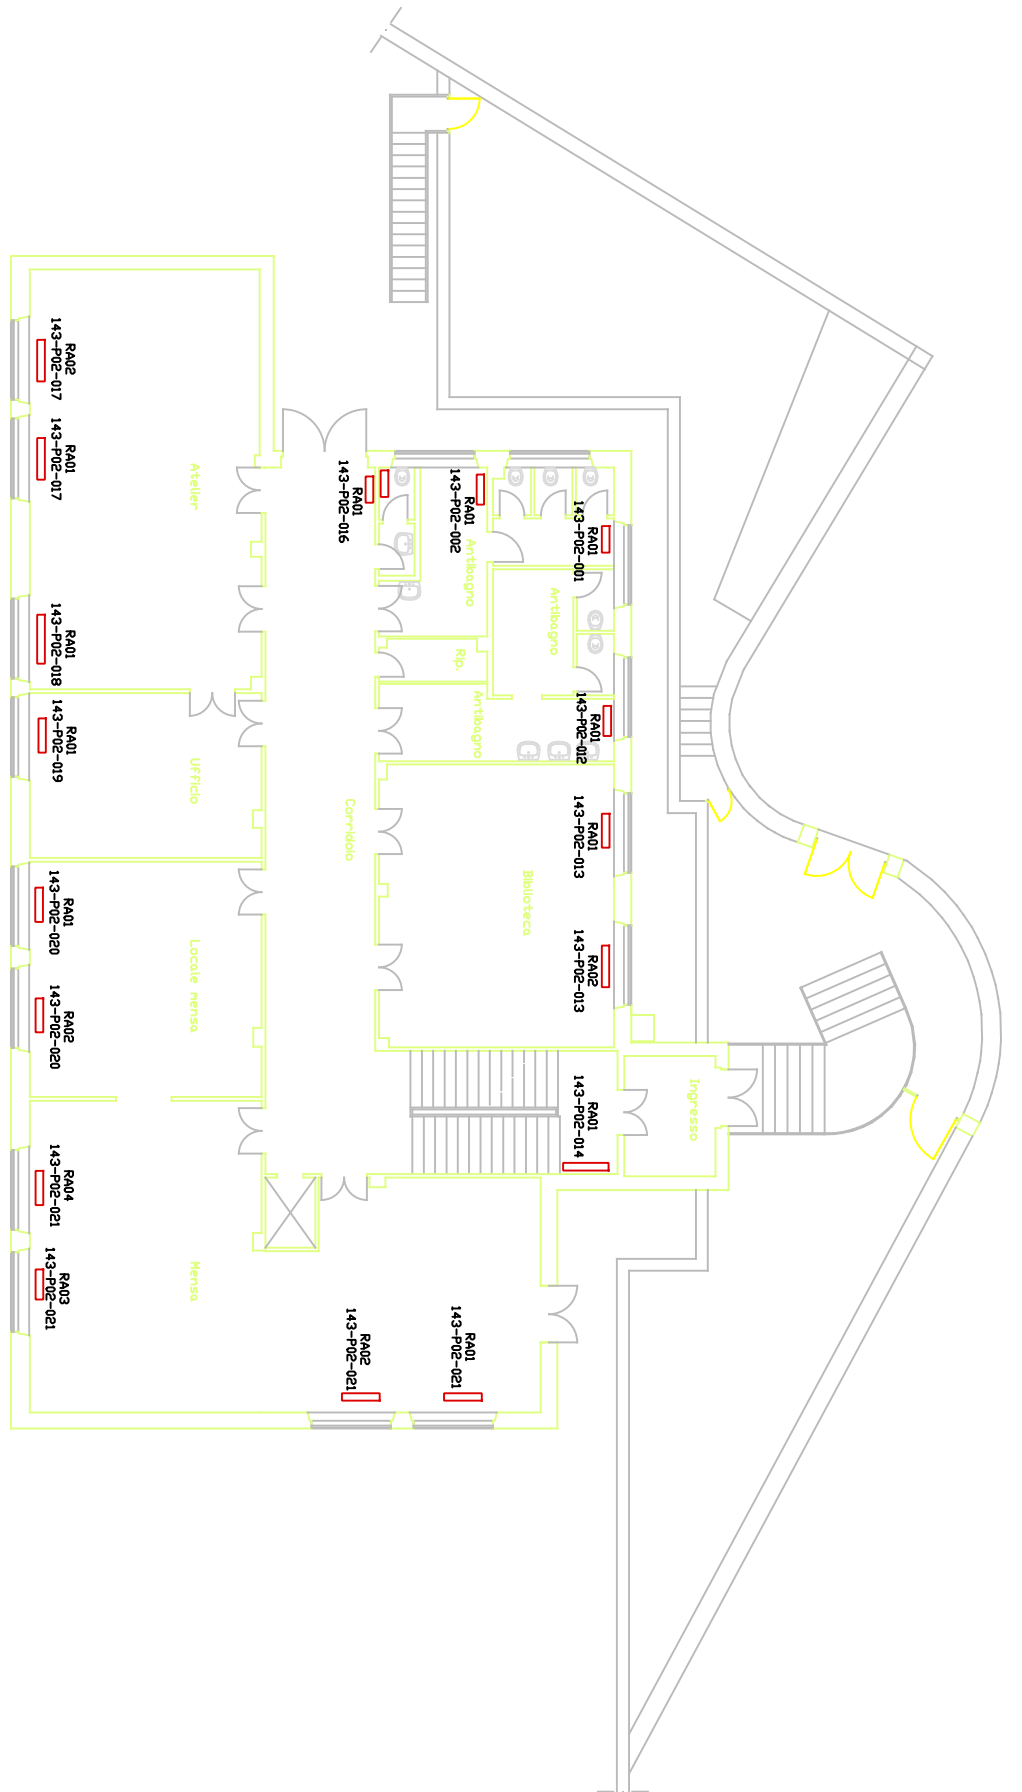 RA02
143-P02-017
RA01
143-P02-017
Atelier
RA01
143-P02-016
RA01
143-P02-002
Antibagno
RA01
143-P02-001
Antibagno
RA01
143-P02-018
Rip.
RA01
143-P02-019
Antibagno
RA01
143-P02-012
Ufficio
Corridoio
RA01
143-P02-013
Biblioteca
RA01
143-P02-020
Locale mensa
RA02
143-P02-013
RA02
143-P02-020
RA01
143-P02-014
Ingresso
RA04
143-P02-021
RA03
143-P02-021
Mensa
RA02
143-P02-021
RA01
143-P02-021